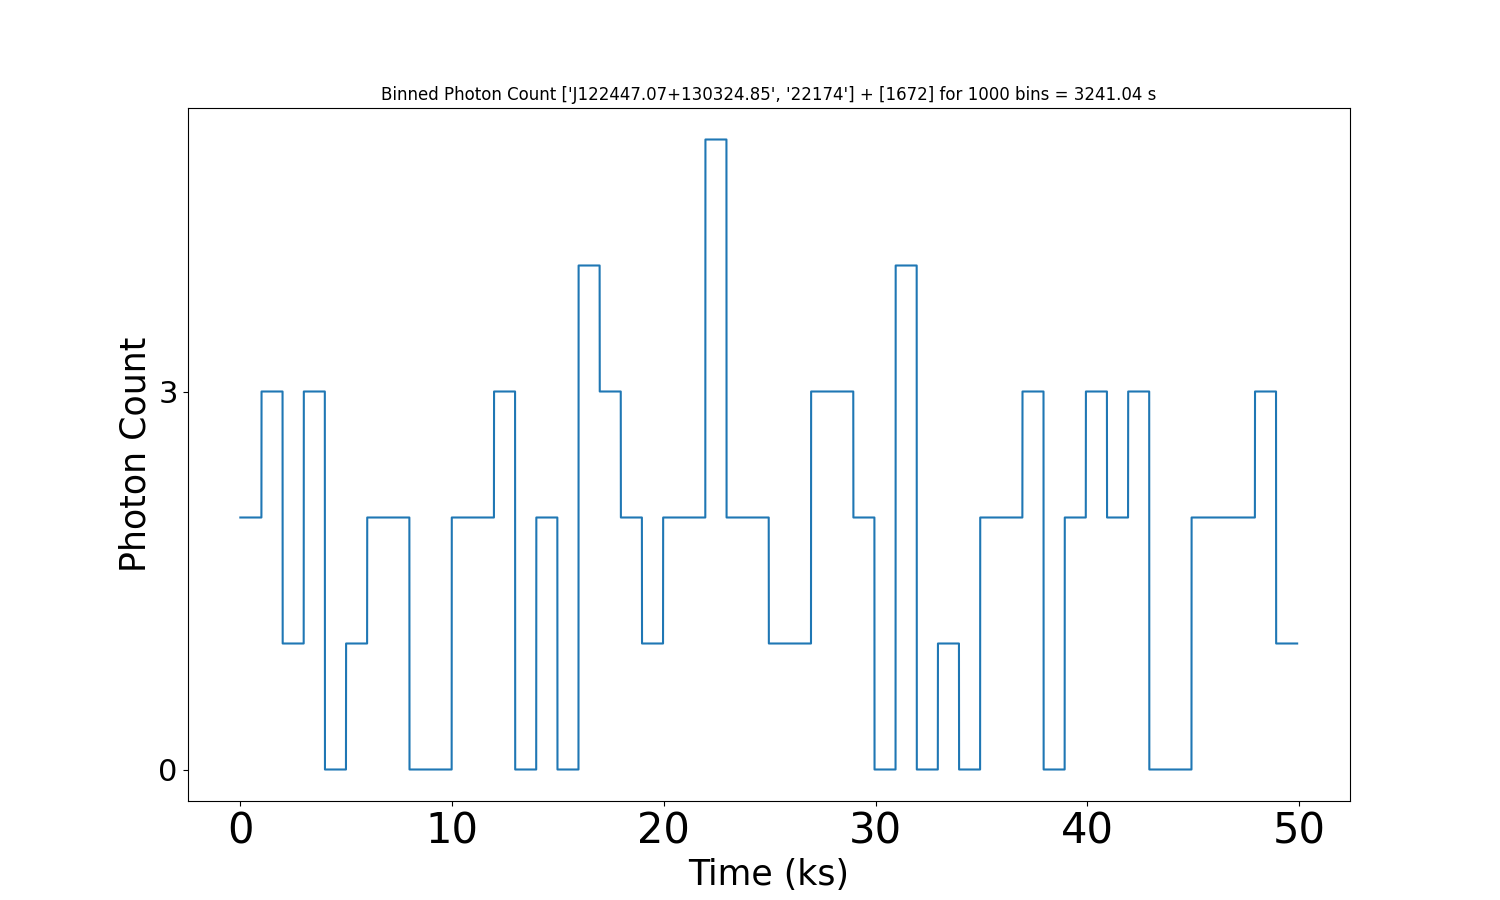 Binned Photon Count ['J122447.07+130324.85', '22174'] + [1672] for 1000 bins = 3241.04 s
Photon Count
3
0
0 10 20 30 40 50
Time (ks)